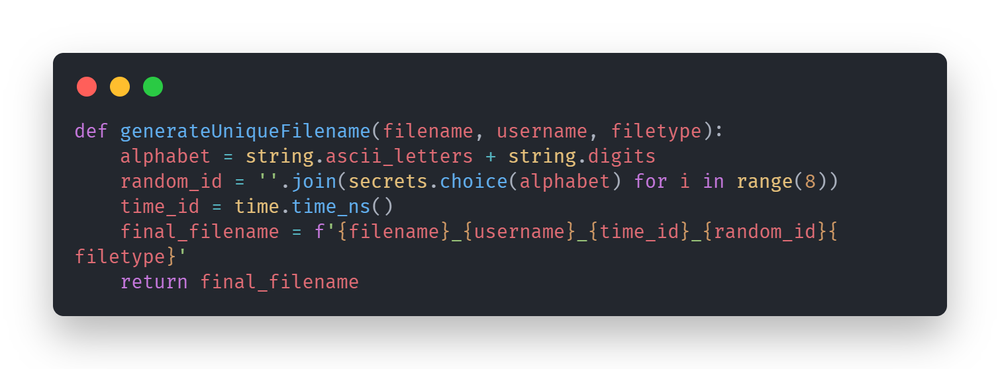 def generateUniqueFilename(filename, username, filetype):
    alphabet = string.ascii_letters + string.digits
    random_id = ''.join(secrets.choice(alphabet) for i in range(8))
    time_id = time.time_ns()
    final_filename = f'{filename}_{username}_{time_id}_{random_id}{
filetype}'
    return final_filename